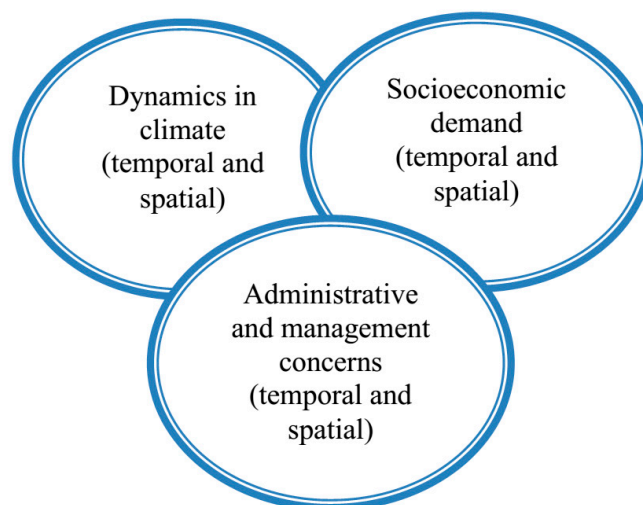 Dynamics in
climate
(temporal and
spatial)
Socioeconomic
demand
(temporal and
spatial)
Administrative
and management
concerns
(temporal and
spatial)